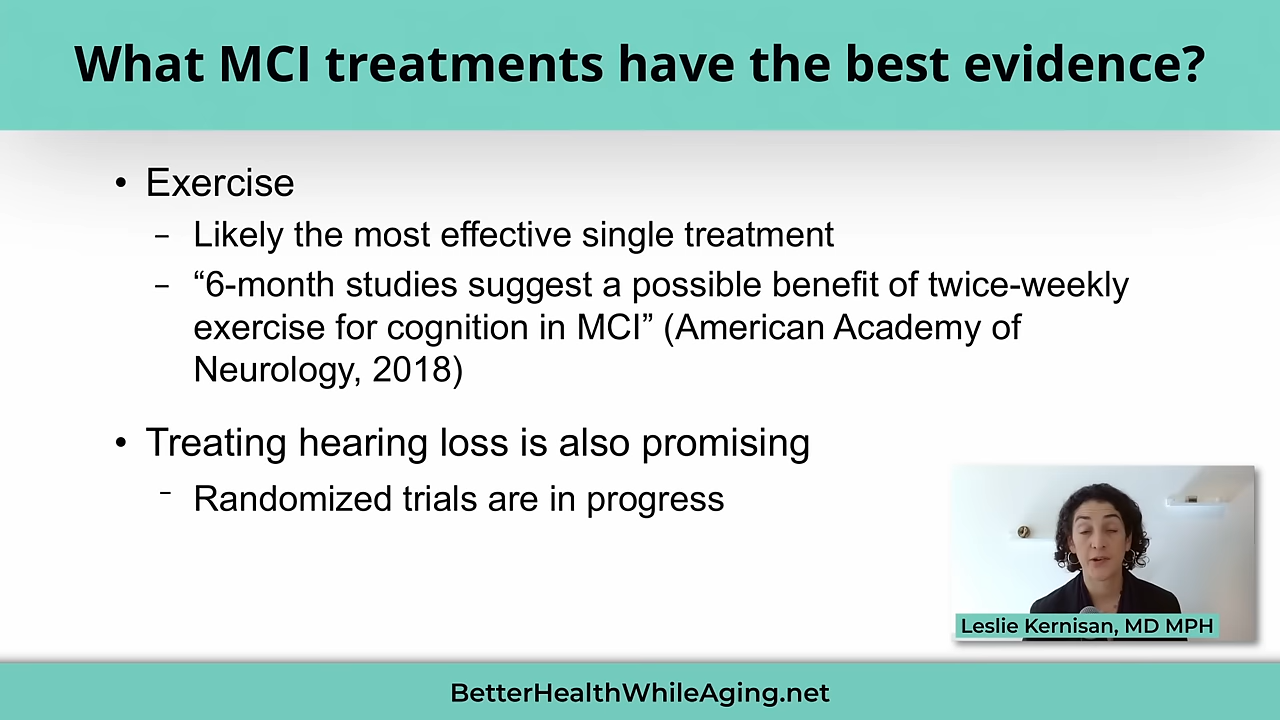 What MCI treatments have the best evidence?
• Exercise
– Likely the most effective single treatment
– “6-month studies suggest a possible benefit of twice-weekly
exercise for cognition in MCI” (American Academy of
Neurology, 2018)
• Treating hearing loss is also promising
– Randomized trials are in progress
Leslie Kernisan, MD MPH
BetterHealthWhileAging.net